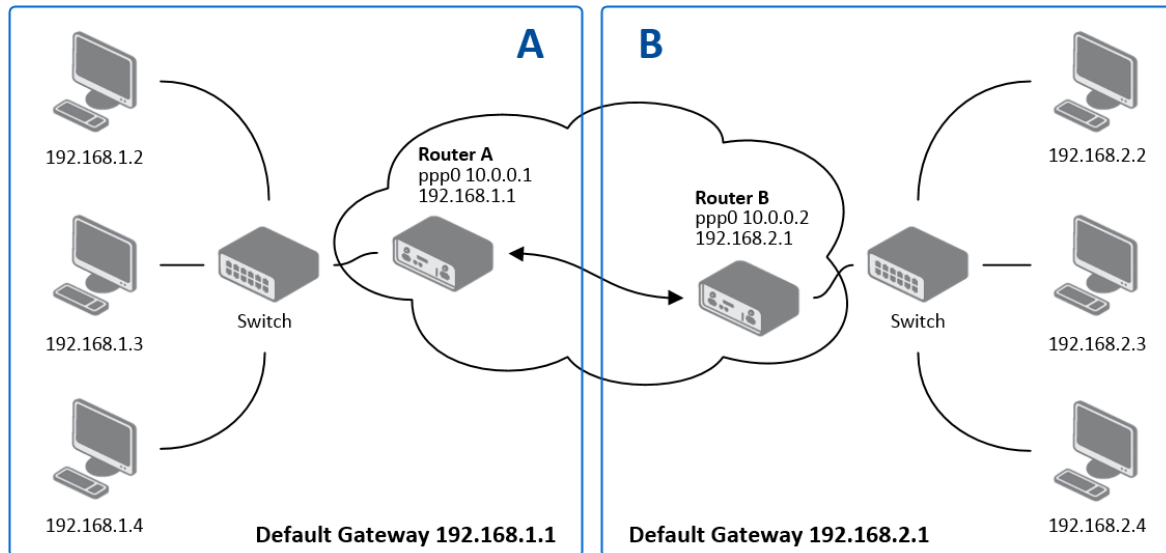 A
B
192.168.1.2
Router A
ppp0 10.0.0.1
192.168.1.1
192.168.2.2
Router B
ppp0 10.0.0.2
192.168.2.1
Switch
Switch
192.168.1.3
192.168.2.3
192.168.1.4
192.168.2.4
Default Gateway 192.168.1.1
Default Gateway 192.168.2.1